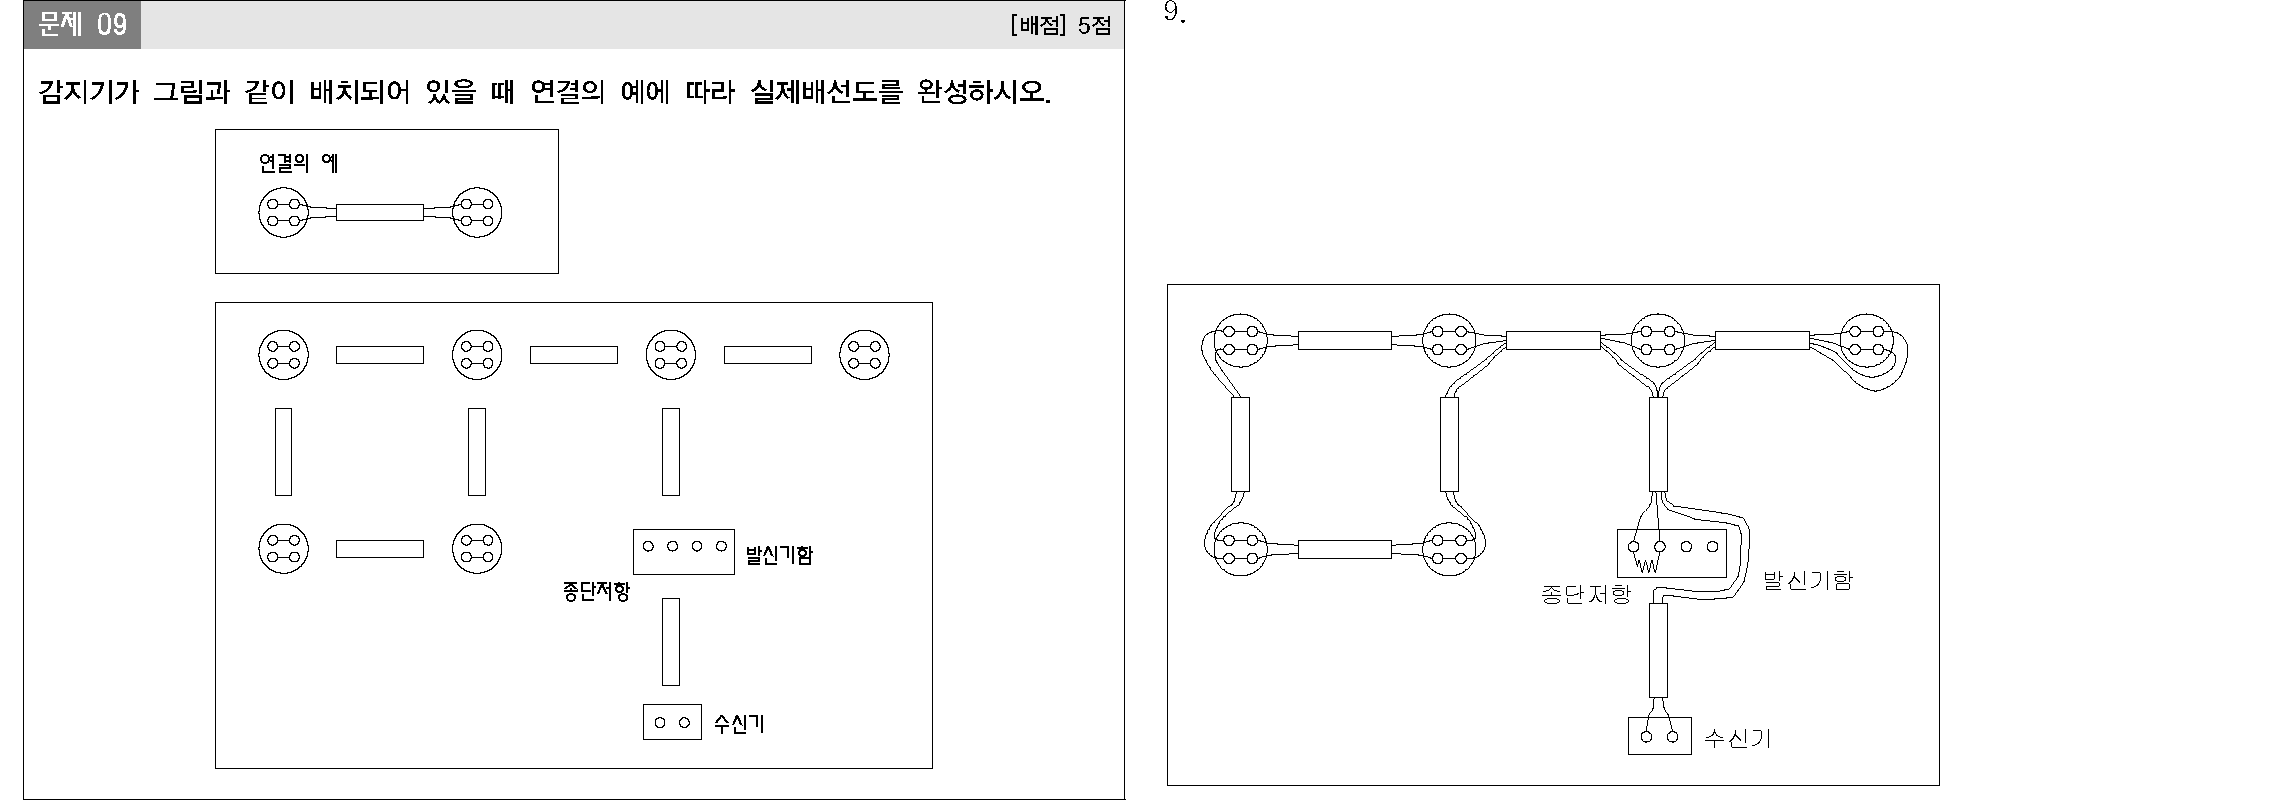 문제 09
[배점] 5점
감지기가 그림과 같이 배치되어 있을 때 연결의 예에 따라 실제배선도를 완성하시오.
연결의 예
발신기함
종단저항
수신기
9.
종단저항
발신기함
수신기